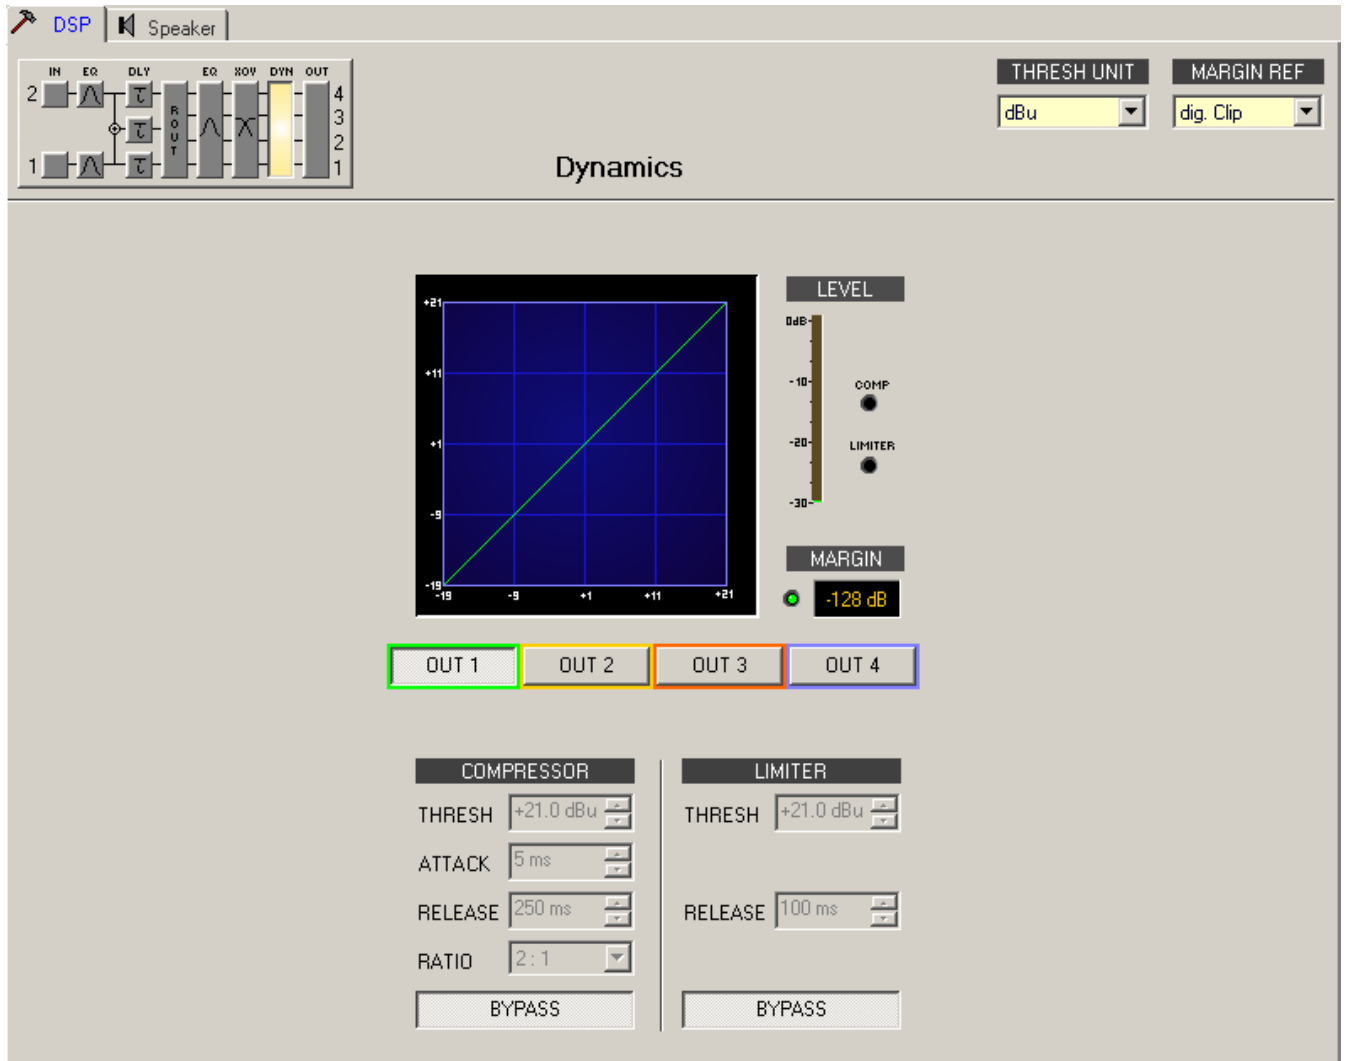 DSP
Speaker
IN EQ DLY EQ XOV DYN OUT
2
1
ROUT
4
3
2
1
THRESH UNIT
dBu
MARGIN REF
dig. Clip
Dynamics
+21
+11
+1
-9
-19
-19 -9 +1 +11 +21
LEVEL
0dB
-10
-20
-30
COMP
LIMITER
MARGIN
-128 dB
OUT 1
OUT 2
OUT 3
OUT 4
COMPRESSOR
THRESH +21.0 dBu
ATTACK 5 ms
RELEASE 250 ms
RATIO 2 : 1
BYPASS
LIMITER
THRESH +21.0 dBu
RELEASE 100 ms
BYPASS